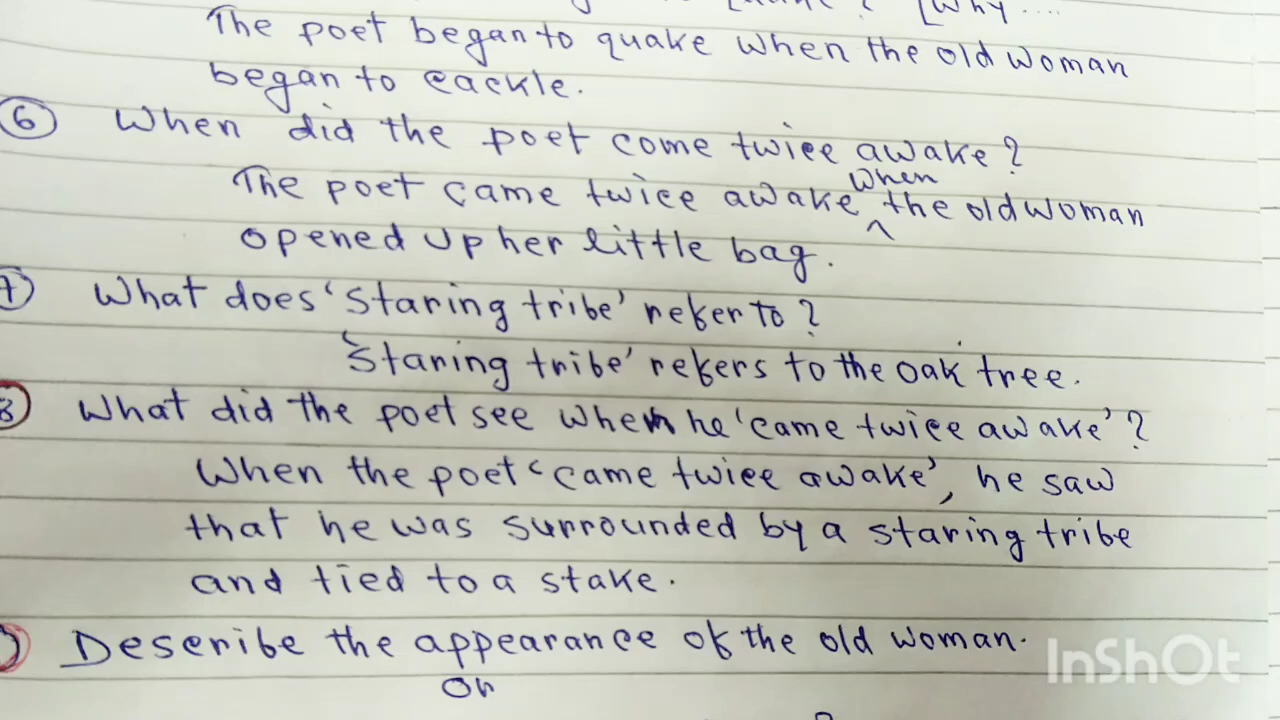 [Why ....
The poet began to quake when the old woman
began to cackle.
6 When did the poet come twice awake?
The poet came twice awake when the old woman
opened up her little bag.
7 What does 'staring tribe' refer to?
'Staring tribe' refers to the oak tree.
8 What did the poet see when he 'came twice awake'?
When the poet 'came twice awake', he saw
that he was surrounded by a staring tribe
and tied to a stake.
Describe the appearance of the old woman.
Or
InShOt